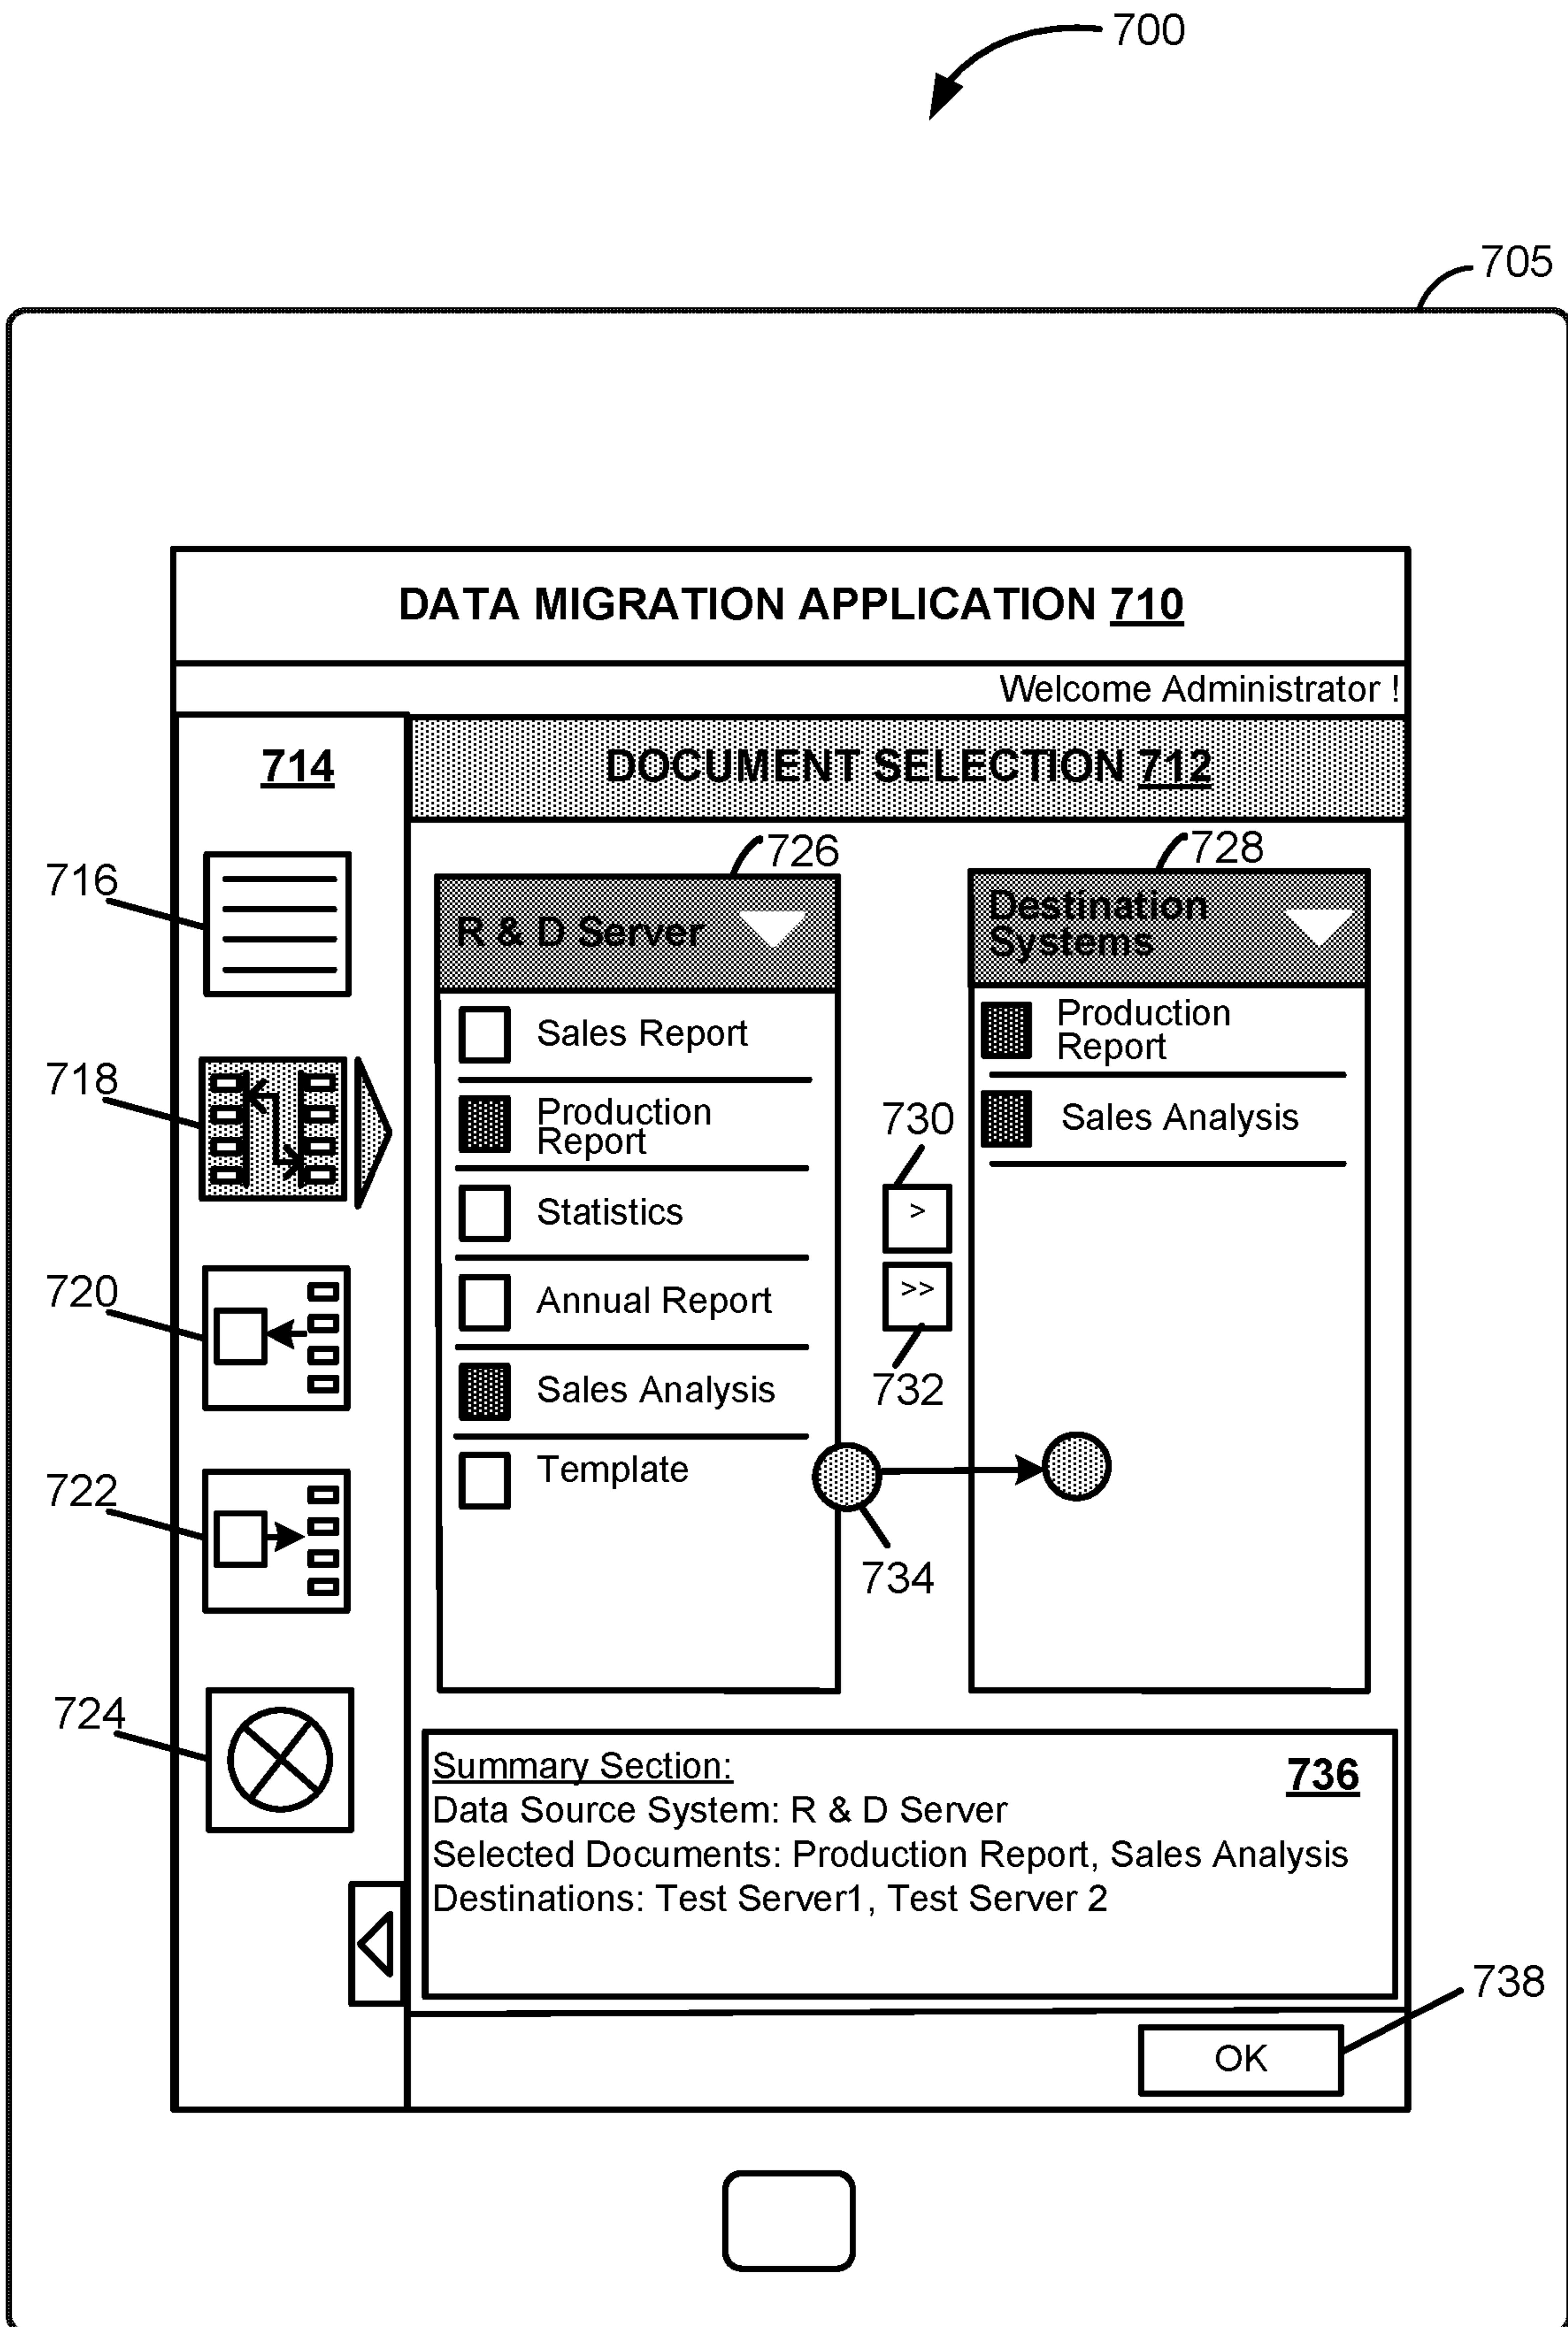 700
705
DATA MIGRATION APPLICATION 710
Welcome Administrator !
714
DOCUMENT SELECTION 712
716
718
720
722
724
726
R & D Server
Sales Report
Production
Report
Statistics
Annual Report
Sales Analysis
Template
730
>
>>
732
734
728
Destination
Systems
Production
Report
Sales Analysis
Summary Section:
736
Data Source System: R & D Server
Selected Documents: Production Report, Sales Analysis
Destinations: Test Server1, Test Server 2
738
OK